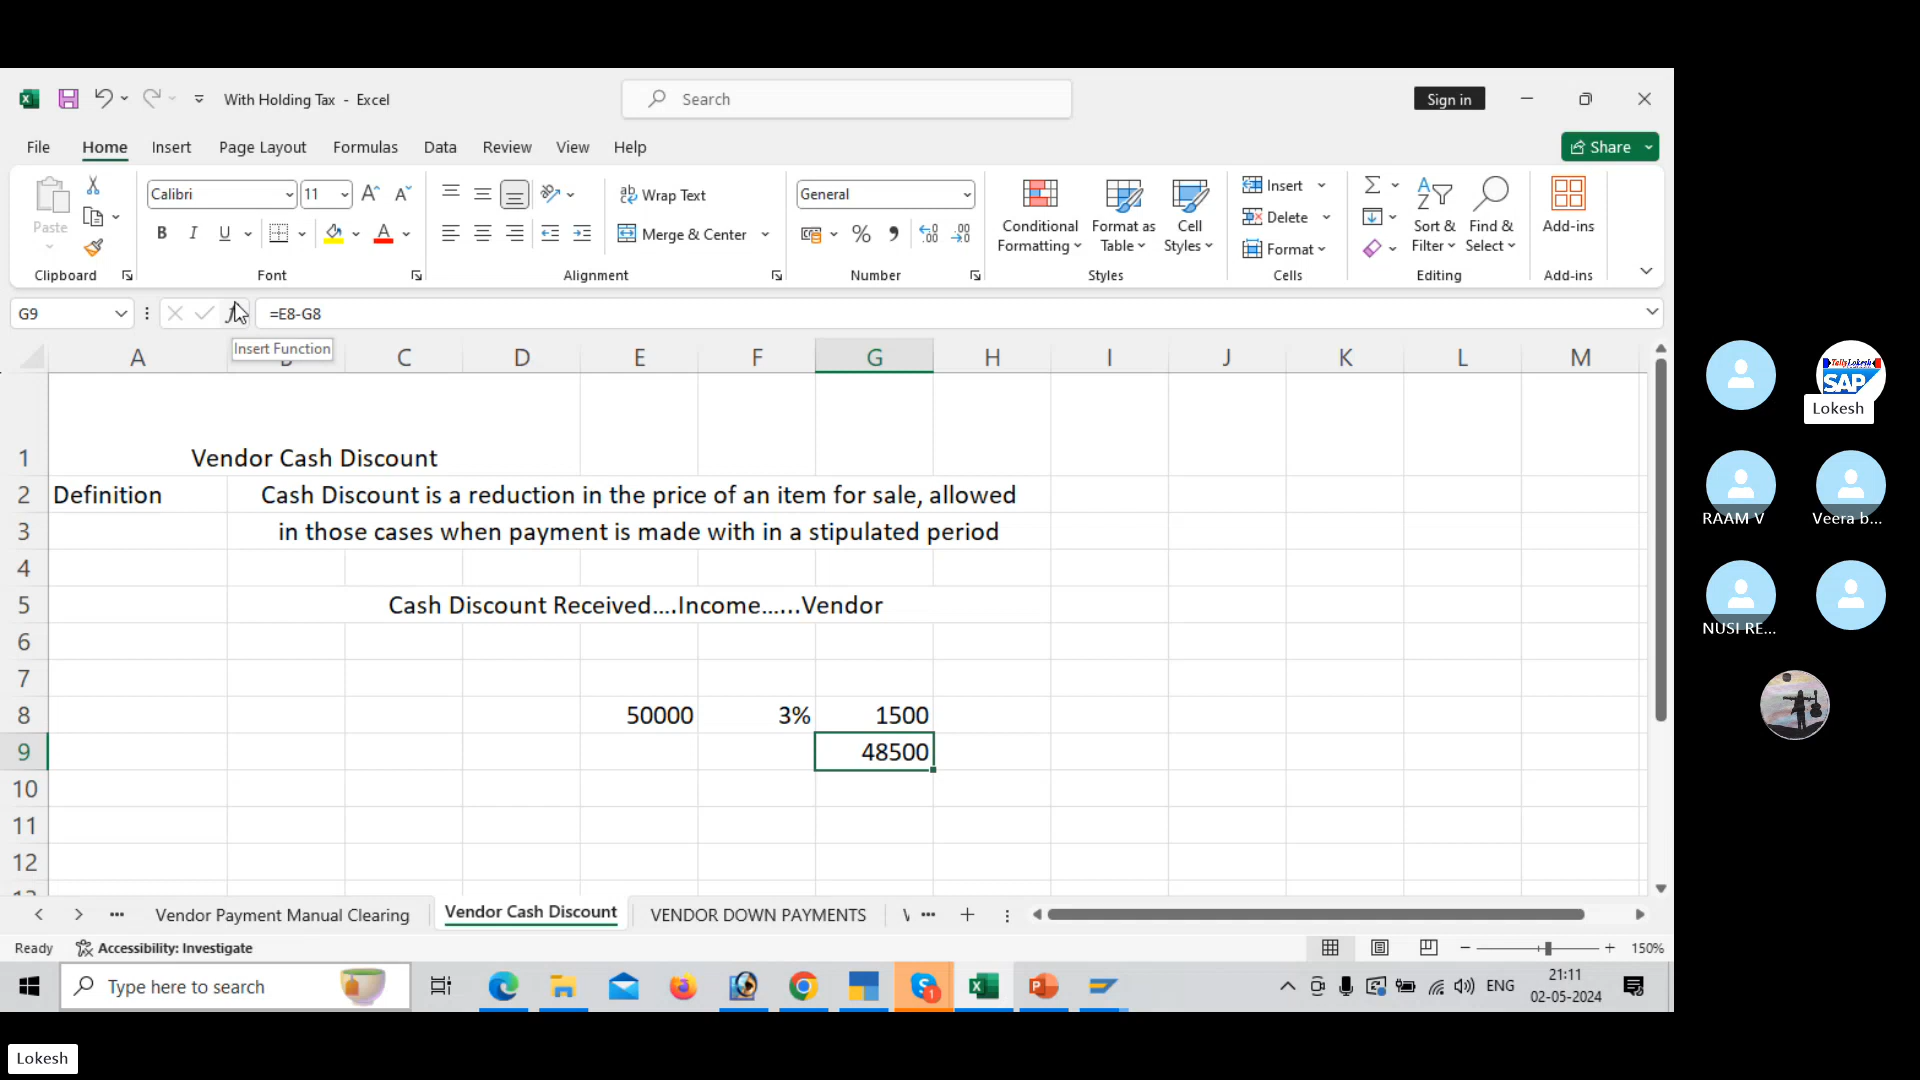 With Holding Tax - Excel
Search
Sign in
File Home Insert Page Layout Formulas Data Review View Help
Share
Paste
Calibri 11
Wrap Text
General
Conditional Formatting
Format as Table
Cell Styles
Insert
Delete
Format
Sort & Filter
Find & Select
Add-ins
B I U
Merge & Center
Clipboard Font Alignment Number Styles Cells Editing Add-ins
G9
=E8-G8
Insert Function
A C D E F G H I J K L M
1 Vendor Cash Discount
2 Definition Cash Discount is a reduction in the price of an item for sale, allowed
3 in those cases when payment is made with in a stipulated period
4
5 Cash Discount Received....Income......Vendor
6
7
8 50000 3% 1500
9 48500
10
11
12
Vendor Payment Manual Clearing
Vendor Cash Discount
VENDOR DOWN PAYMENTS
Ready
Accessibility: Investigate
150%
Type here to search
ENG
21:11
02-05-2024
TallyLokesh
SAP
Lokesh
RAAM V
Veera b...
NUSI RE...
Lokesh